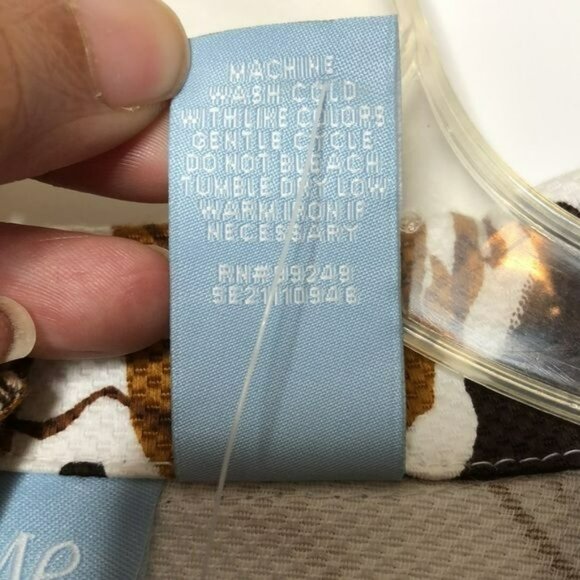 MACHINE
WASH COLD
WITH LIKE COLORS
GENTLE CYCLE
DO NOT BLEACH
TUMBLE DRY LOW
WARM IRON IF
NECESSARY
RN#99249
Me